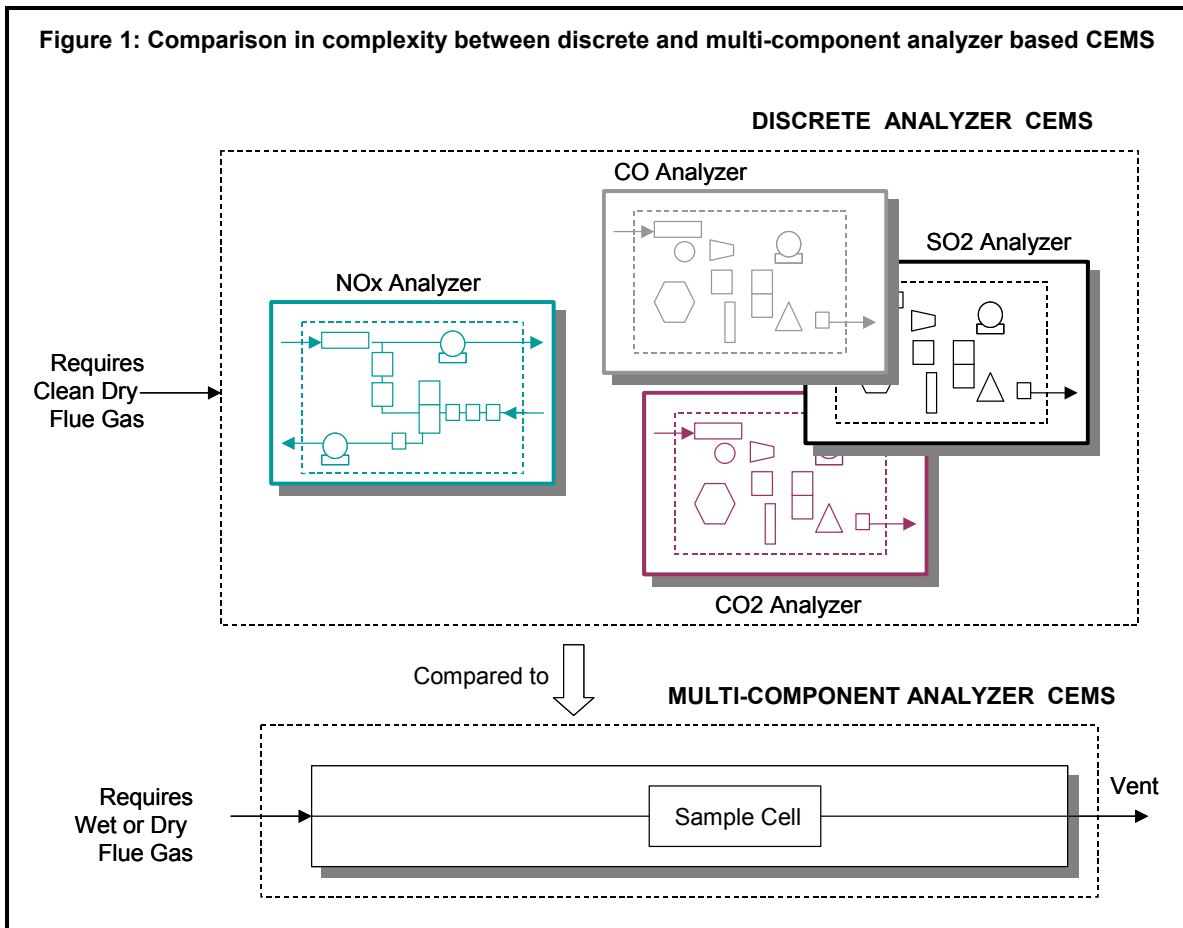 Figure 1: Comparison in complexity between discrete and multi-component analyzer based CEMS
DISCRETE ANALYZER CEMS
CO Analyzer
SO2 Analyzer
NOx Analyzer
Requires
Clean Dry
Flue Gas
CO2 Analyzer
Compared to
MULTI-COMPONENT ANALYZER CEMS
Requires
Wet or Dry
Flue Gas
Sample Cell
Vent